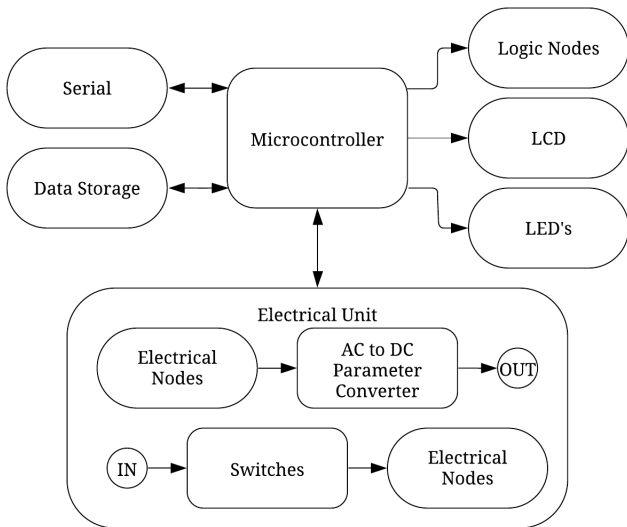 Logic Nodes
Serial
Microcontroller
LCD
Data Storage
LED's
Electrical Unit
Electrical
Nodes
AC to DC
Parameter
Converter
OUT
IN
Switches
Electrical
Nodes